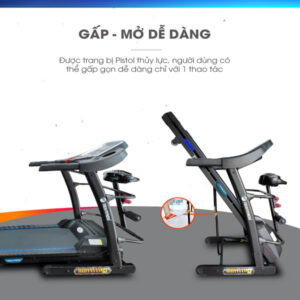 GẤP - MỞ DỄ DÀNG
Được trang bị Pistol thủy lực, người dùng có
thể gấp gọn dễ dàng chỉ với 1 thao tác